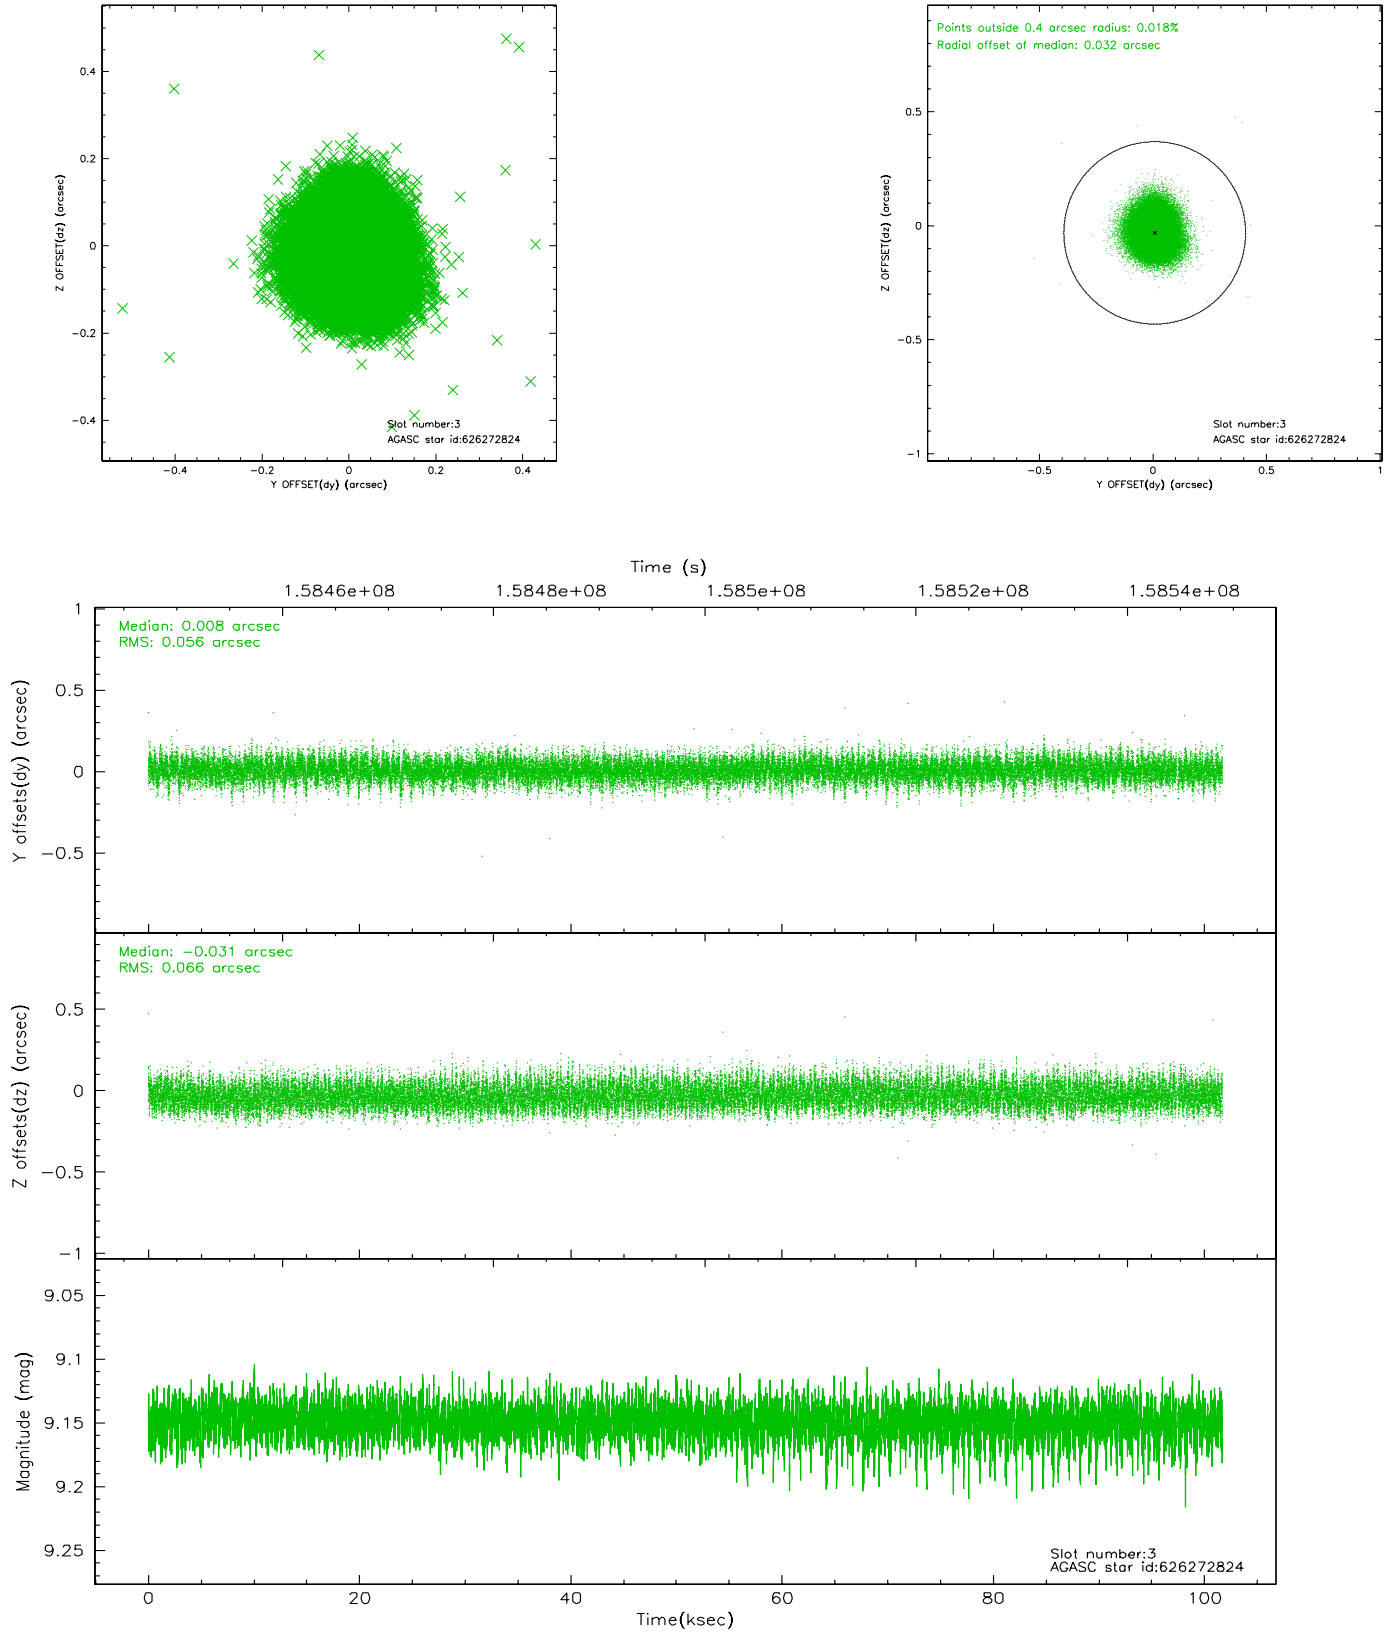 0.4
0.2
0
−0.2
−0.4
Z OFFSET(dz) (arcsec)
Slot number:3
AGASC star id:626272824
−0.4
−0.2
0
0.2
0.4
Y OFFSET(dy) (arcsec)
Points outside 0.4 arcsec radius: 0.018%
Radial offset of median: 0.032 arcsec
0.5
0
−0.5
−1
Z OFFSET(dz) (arcsec)
Slot number:3
AGASC star id:626272824
−0.5
0
0.5
1
Y OFFSET(dy) (arcsec)
Time (s)
1.5846e+08
1.5848e+08
1.585e+08
1.5852e+08
1.5854e+08
Median: 0.008 arcsec
RMS: 0.056 arcsec
1
0.5
0
−0.5
Y offsets(dy) (arcsec)
Median: −0.031 arcsec
RMS: 0.066 arcsec
0.5
0
−0.5
−1
Z offsets(dz) (arcsec)
9.05
9.1
9.15
9.2
9.25
Magnitude (mag)
Slot number:3
AGASC star id:626272824
0
20
40
60
80
100
Time(ksec)